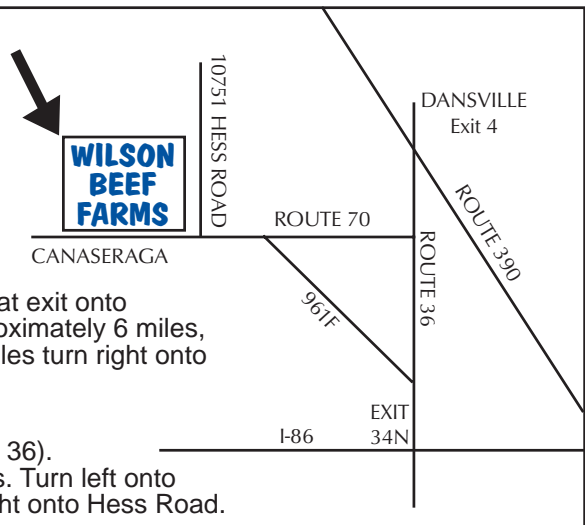 10751 HESS ROAD
DANSVILLE
Exit 4
WILSON
BEEF
FARMS
ROUTE 70
ROUTE 390
CANASERAGA
ROUTE 36
961F
at exit onto
oximately 6 miles,
les turn right onto
EXIT
I-86 34N
36).
s. Turn left onto
ht onto Hess Road.